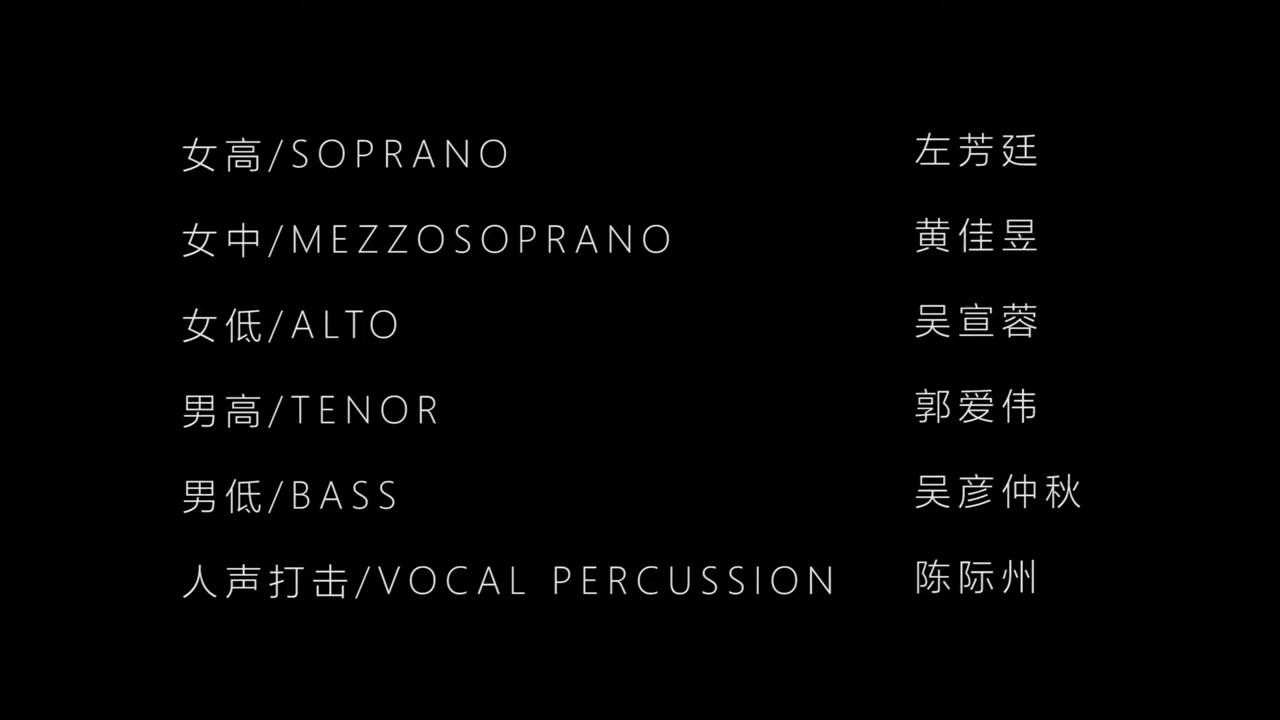 女高/SOPRANO 左芳廷
女中/MEZZOSOPRANO 黄佳昱
女低/ALTO 吴宣蓉
男高/TENOR 郭爱伟
男低/BASS 吴彦仲秋
人声打击/VOCAL PERCUSSION 陈际州